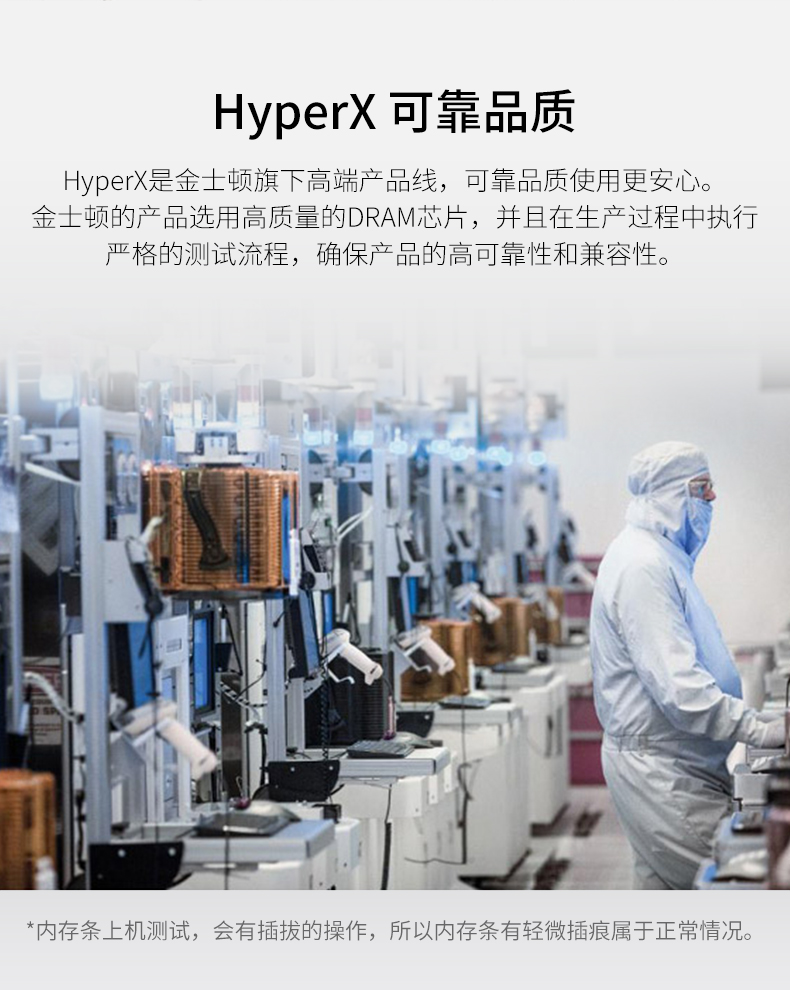 HyperX 可靠品质
HyperX是金士顿旗下高端产品线，可靠品质使用更安心。
金士顿的产品选用高质量的DRAM芯片，并且在生产过程中执行
严格的测试流程，确保产品的高可靠性和兼容性。
*内存条上机测试，会有插拔的操作，所以内存条有轻微插痕属于正常情况。